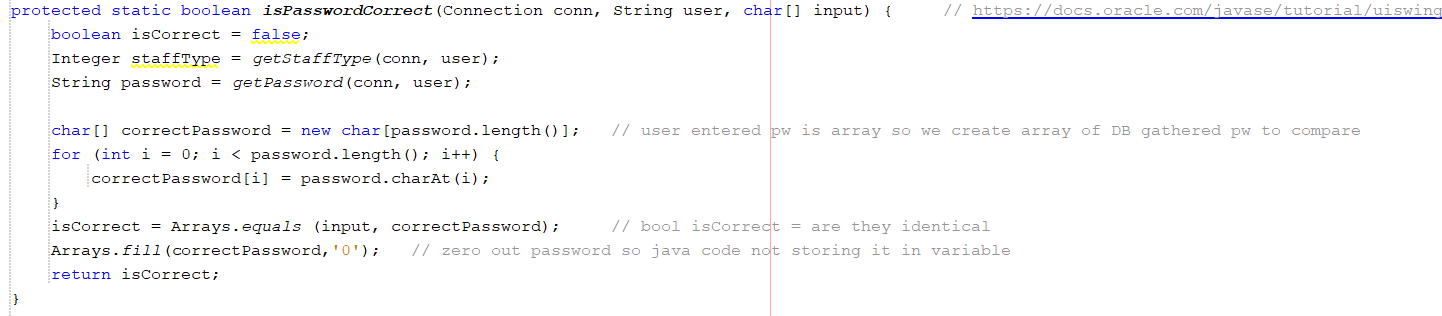 protected static boolean isPasswordCorrect(Connection conn, String user, char[] input) {     // https://docs.oracle.com/javase/tutorial/uiswing
    boolean isCorrect = false;
    Integer staffType = getStaffType(conn, user);
    String password = getPassword(conn, user);

    char[] correctPassword = new char[password.length()];   // user entered pw is array so we create array of DB gathered pw to compare
    for (int i = 0; i < password.length(); i++) {
        correctPassword[i] = password.charAt(i);
    }
    isCorrect = Arrays.equals (input, correctPassword);     // bool isCorrect = are they identical
    Arrays.fill(correctPassword,'0');   // zero out password so java code not storing it in variable
    return isCorrect;
}